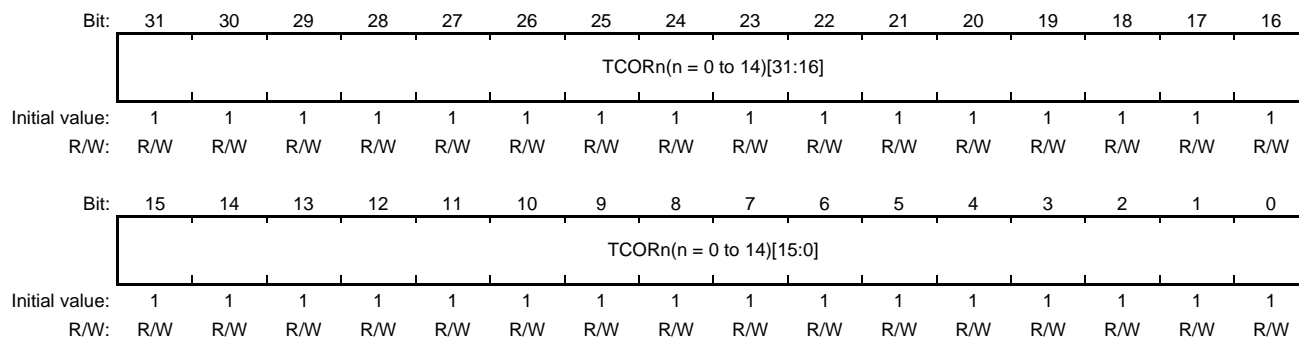 Bit: 31 30 29 28 27 26 25 24 23 22 21 20 19 18 17 16
TCORn(n = 0 to 14)[31:16]
Initial value: 1 1 1 1 1 1 1 1 1 1 1 1 1 1 1 1
R/W: R/W R/W R/W R/W R/W R/W R/W R/W R/W R/W R/W R/W R/W R/W R/W R/W
Bit: 15 14 13 12 11 10 9 8 7 6 5 4 3 2 1 0
TCORn(n = 0 to 14)[15:0]
Initial value: 1 1 1 1 1 1 1 1 1 1 1 1 1 1 1 1
R/W: R/W R/W R/W R/W R/W R/W R/W R/W R/W R/W R/W R/W R/W R/W R/W R/W